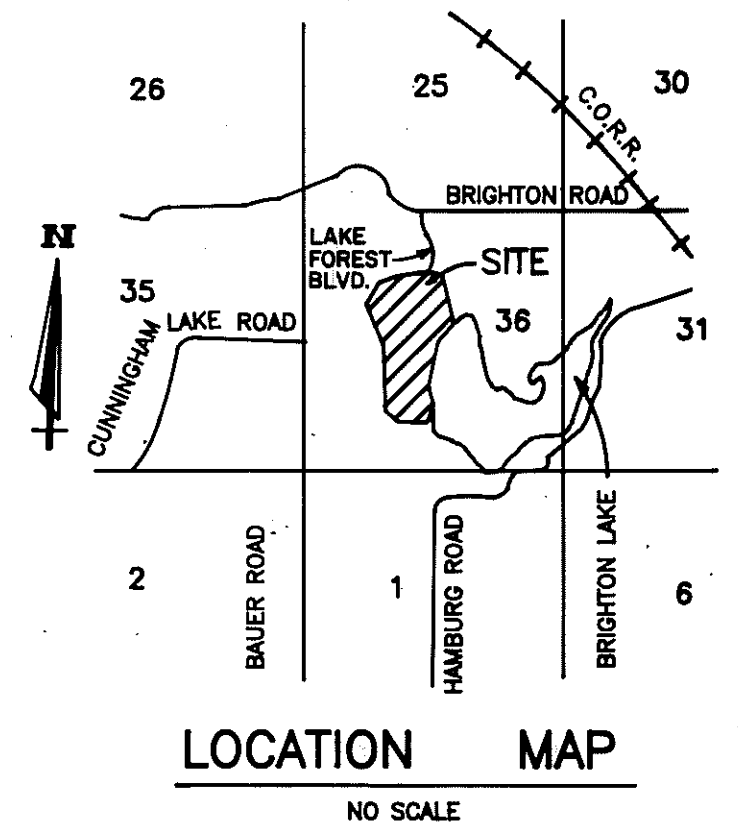 26
25
30
C.O.R.R.
BRIGHTON ROAD
N
LAKE
FOREST
BLVD.
SITE
35
36
31
CUNNINGHAM
LAKE ROAD
2
BAUER ROAD
1
HAMBURG ROAD
BRIGHTON LAKE
6
LOCATION MAP
NO SCALE